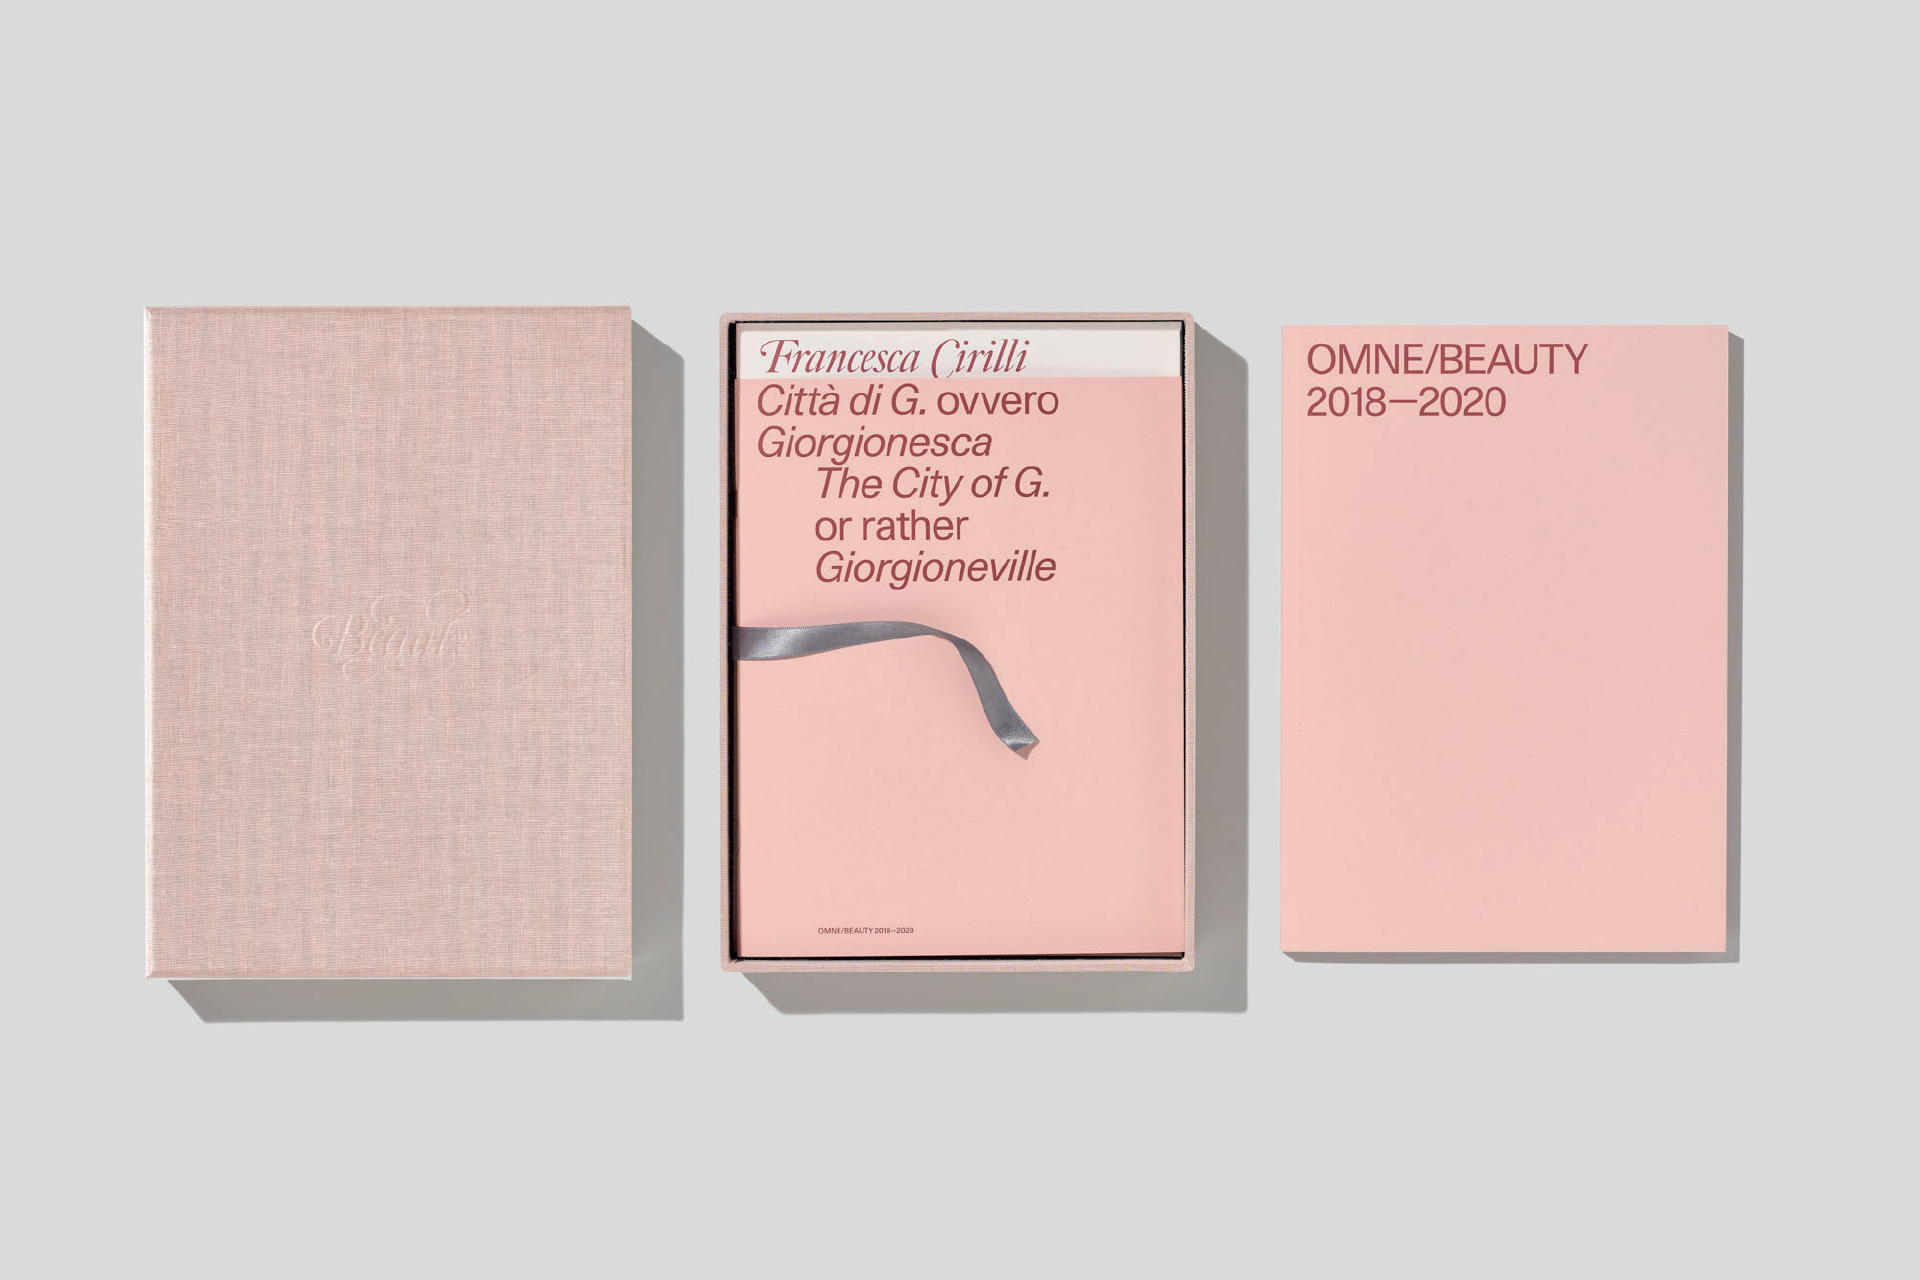 Beauty
Francesca Cirilli
Città di G. ovvero
Giorgionesca
The City of G.
or rather
Giorgioneville
OMNE/BEAUTY 2018—2020
OMNE/BEAUTY
2018—2020